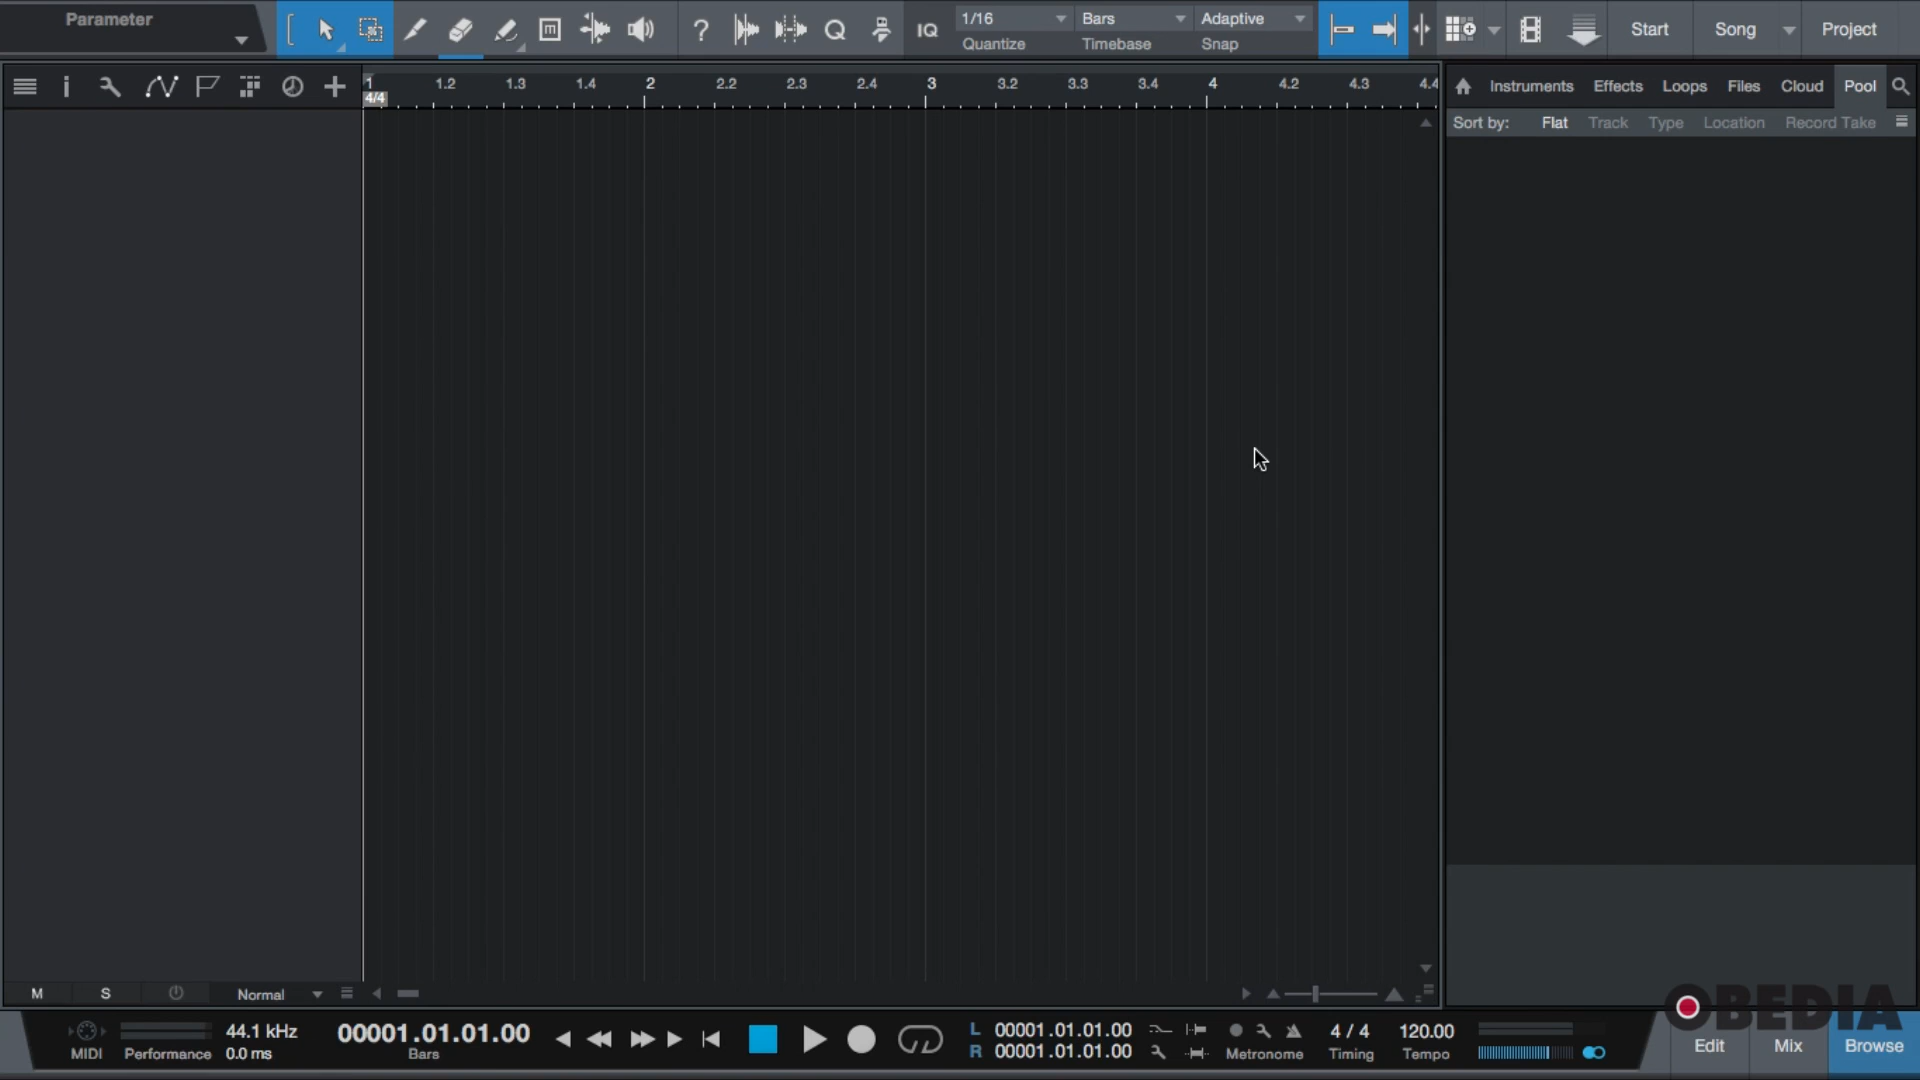 Parameter
IQ
1/16
Quantize
Bars
Timebase
Adaptive
Snap
Start
Song
Project
1 1.2 1.3 1.4 2 2.2 2.3 2.4 3 3.2 3.3 3.4 4 4.2 4.3 4.4
4/4
Instruments Effects Loops Files Cloud Pool
Sort by: Flat Track Type Location Record Take
M S Normal
MIDI
Performance
44.1 kHz
0.0 ms
00001.01.01.00
Bars
L 00001.01.01.00
R 00001.01.01.00
Metronome
4 / 4
Timing
120.00
Tempo
OBEDIA
Edit
Mix
Browse